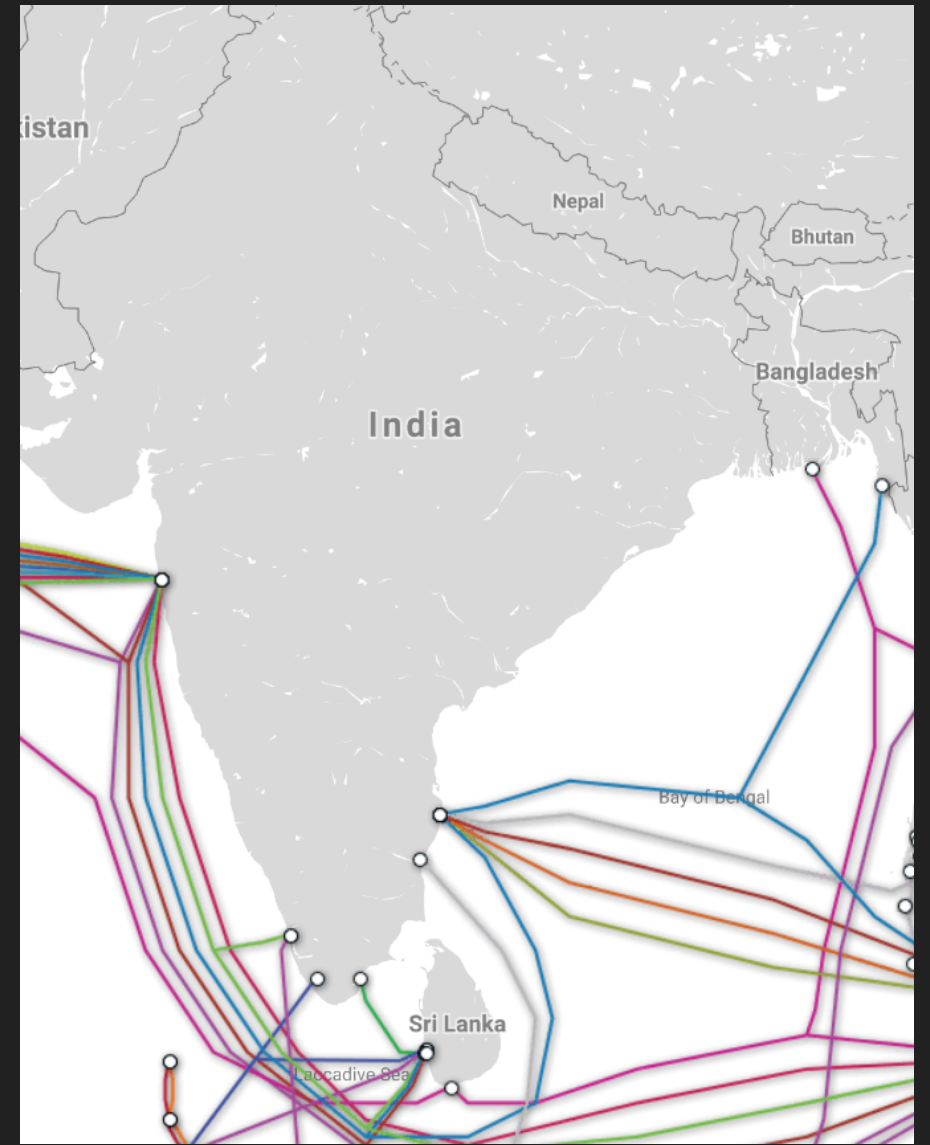 kistan
Nepal
Bhutan
Bangladesh
India
Bay of Bengal
Sri Lanka
Laccadive Sea